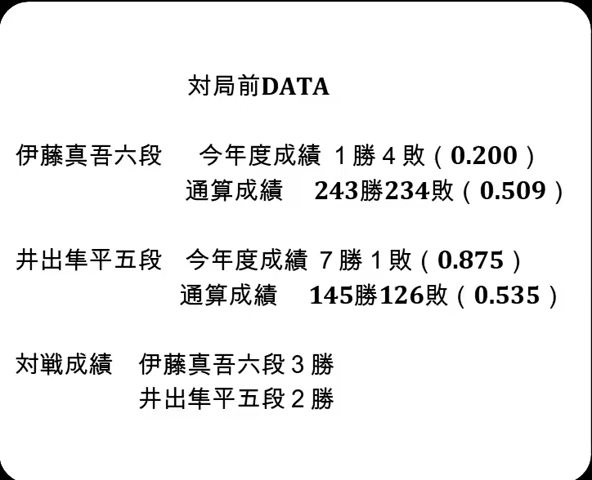 対局前DATA
伊藤真吾六段 今年度成績 1勝4敗（0.200）
通算成績 243勝234敗（0.509）
井出隼平五段 今年度成績 7勝1敗（0.875）
通算成績 145勝126敗（0.535）
対戦成績 伊藤真吾六段3勝
井出隼平五段2勝